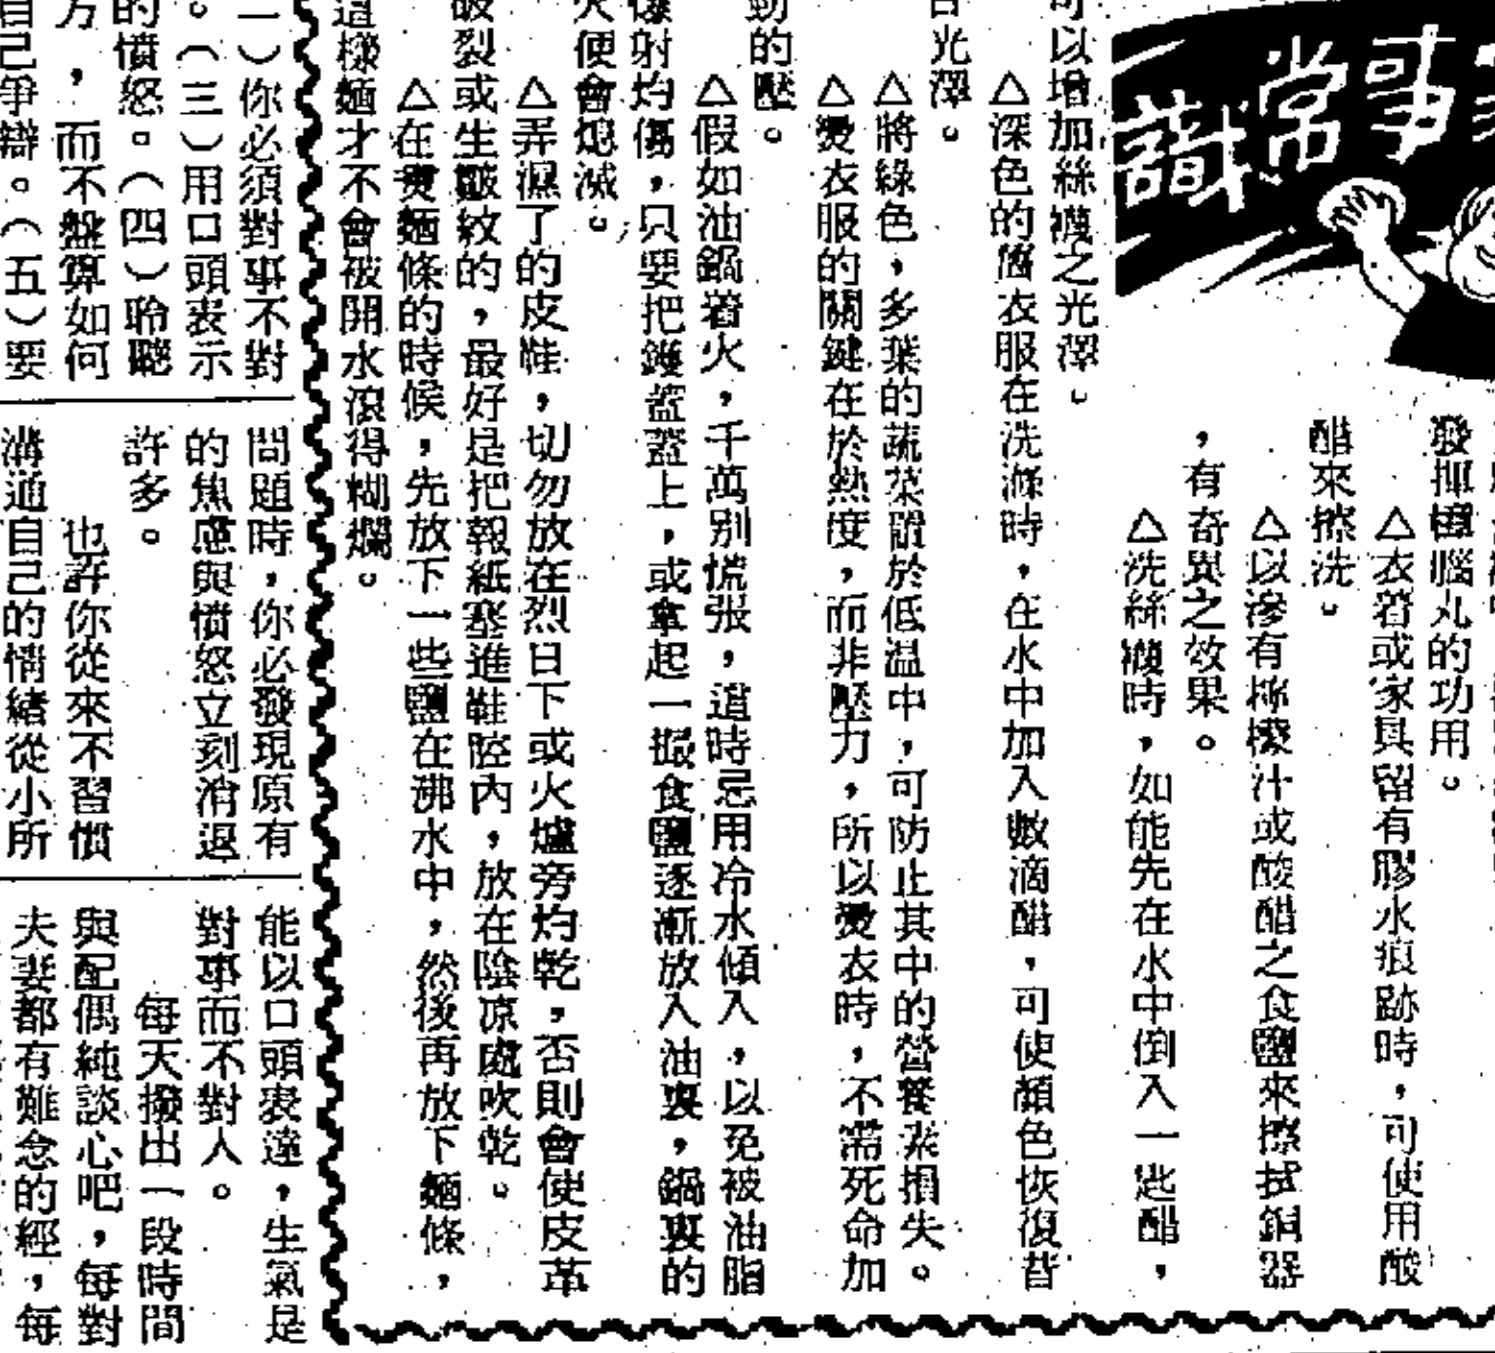 事常識
發揮樟腦丸的功用。
△衣着或家具留有膠水痕跡時，可使用酸
醋來擦洗。
△以滲有檸檬汁或酸醋之食鹽來擦拭銅器
，有奇異之效果。
△洗絲襪時，如能先在水中倒入一匙醋，
可以增加絲襪之光澤。
△深色的舊衣服在洗滌時，在水中加入數滴醋，可使顏色恢復昔
日光澤。
△將綠色，多葉的蔬菜儲於低温中，可防止其中的營養素損失。
△燙衣服的關鍵在於熱度，而非壓力，所以燙衣時，不需死命加
勁的壓。
△假如油鍋着火，千萬別慌張，這時忌用冷水傾入，以免被油脂
爆射灼傷，只要把鑊蓋蓋上，或拿起一撮食鹽逐漸放入油裏，鍋裏的
火便會熄滅。
△弄濕了的皮鞋，切勿放在烈日下或火爐旁灼乾，否則會使皮革
破裂或生皺紋的，最好是把報紙塞進鞋腔內，放在陰凉處吹乾。
△在煑麵條的時候，先放下一些鹽在沸水中，然後再放下麵條，
這樣麵才不會被開水滾得糊爛。
一）你必須對事不對
。（三）用口頭表示
的憤怒。（四）聆聽
方，而不盤算如何
自己爭辯。（五）要
問題時，你必發現原有
的焦慮與憤怒立刻消退
許多。
也許你從來不習慣
溝通自己的情緒從小所
能以口頭表達，生氣是
對事而不對人。
每天撥出一段時間
與配偶純談心吧，每對
夫妻都有難念的經，每